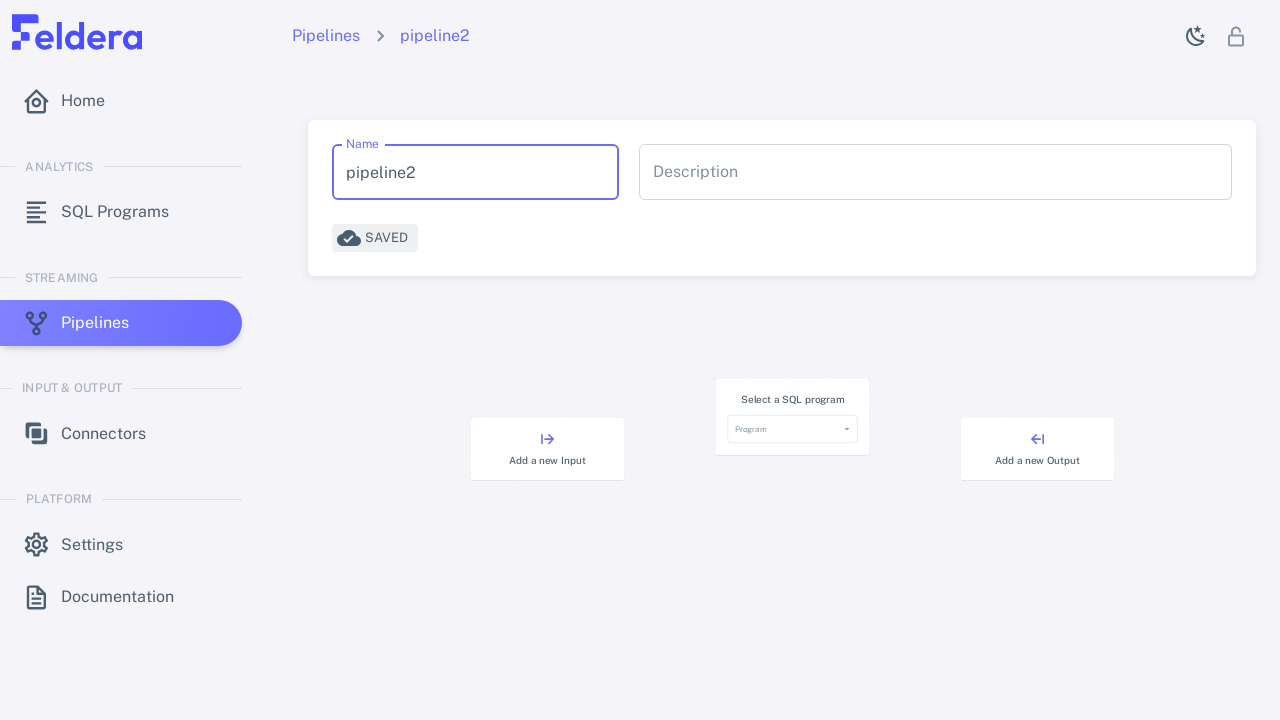 Feldera
Pipelines
pipeline2
Home
ANALYTICS
SQL Programs
STREAMING
Pipelines
INPUT & OUTPUT
Connectors
PLATFORM
Settings
Documentation
Name
pipeline2
Description
SAVED
Add a new Input
Select a SQL program
Program
Add a new Output